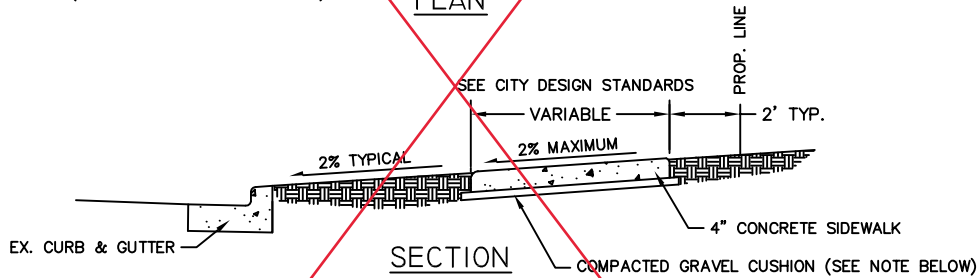 PLAN
PROP. LINE
SEE CITY DESIGN STANDARDS
VARIABLE
2' TYP.
2% TYPICAL
2% MAXIMUM
4" CONCRETE SIDEWALK
EX. CURB & GUTTER
SECTION
COMPACTED GRAVEL CUSHION (SEE NOTE BELOW)